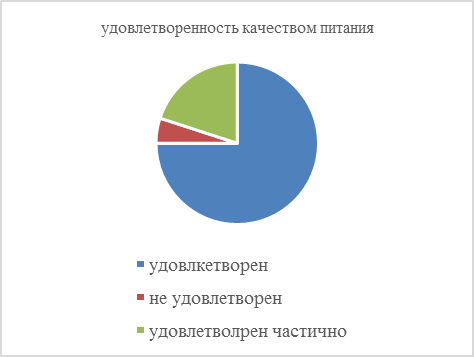 удовлетворенность качеством питания
удовлкетворен
не удовлетворен
удовлетволрен частично